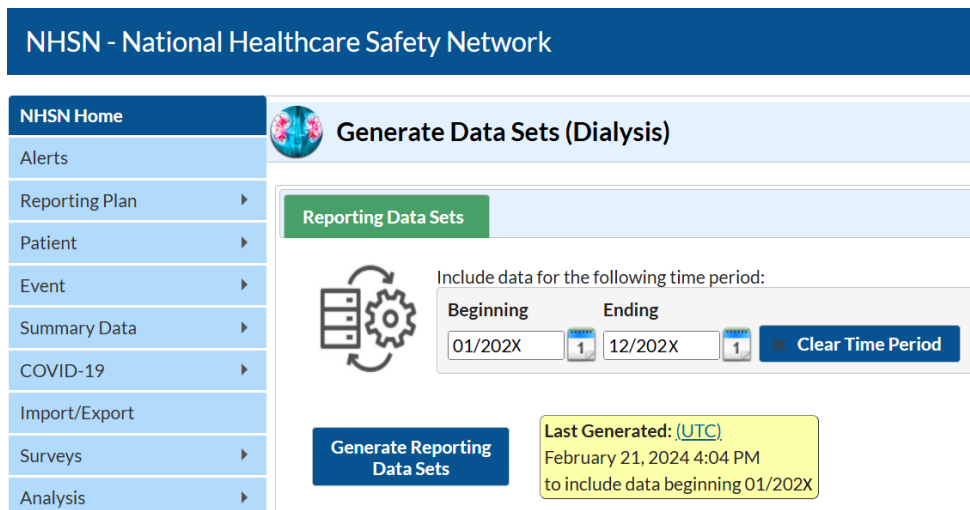 NHSN - National Healthcare Safety Network
NHSN Home
Alerts
Reporting Plan
Patient
Event
Summary Data
COVID-19
Import/Export
Surveys
Analysis
Generate Data Sets (Dialysis)
Reporting Data Sets
Include data for the following time period:
Beginning Ending
01/202X 1 12/202X 1 Clear Time Period
Generate Reporting
Data Sets
Last Generated: (UTC)
February 21, 2024 4:04 PM
to include data beginning 01/202X